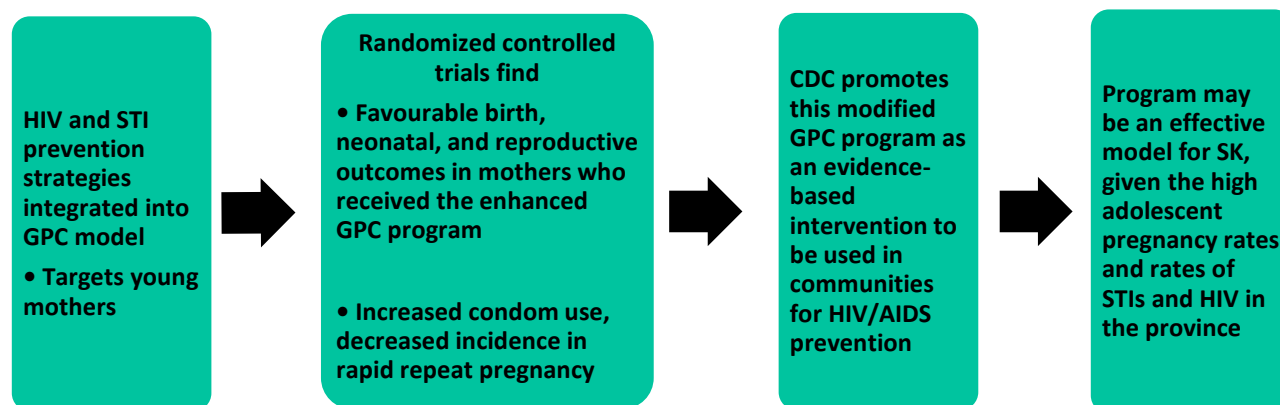 HIV and STI
prevention
strategies
integrated into
GPC model
• Targets young
mothers
Randomized controlled
trials find
• Favourable birth,
neonatal, and reproductive
outcomes in mothers who
received the enhanced
GPC program
• Increased condom use,
decreased incidence in
rapid repeat pregnancy
CDC promotes
this modified
GPC program as
an evidence-
based
intervention to
be used in
communities
for HIV/AIDS
prevention
Program may
be an effective
model for SK,
given the high
adolescent
pregnancy rates
and rates of
STIs and HIV in
the province